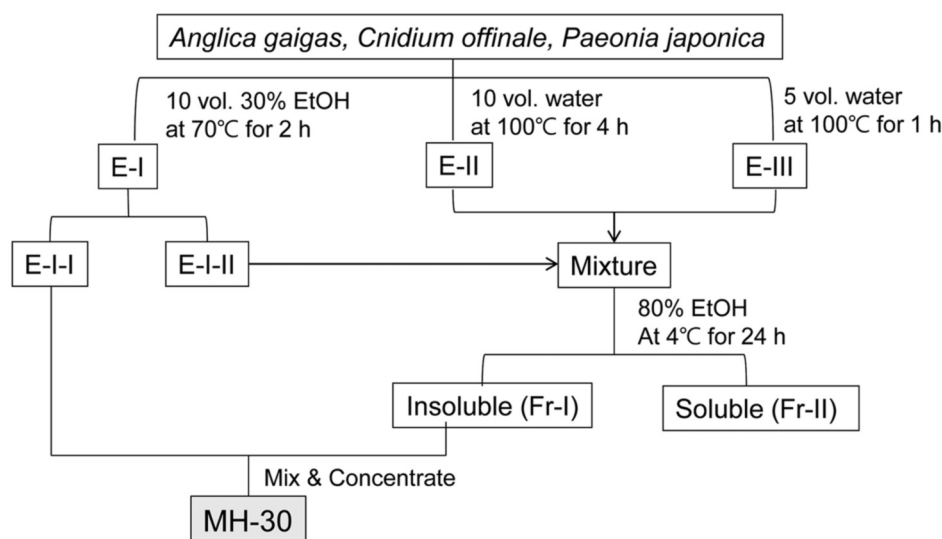 Anglica gaigas, Cnidium offinale, Paeonia japonica
10 vol. 30% EtOH
at 70℃ for 2 h
10 vol. water
at 100℃ for 4 h
5 vol. water
at 100℃ for 1 h
E-I
E-II
E-III
E-I-I
E-I-II
Mixture
80% EtOH
At 4℃ for 24 h
Insoluble (Fr-I)
Soluble (Fr-II)
Mix & Concentrate
MH-30